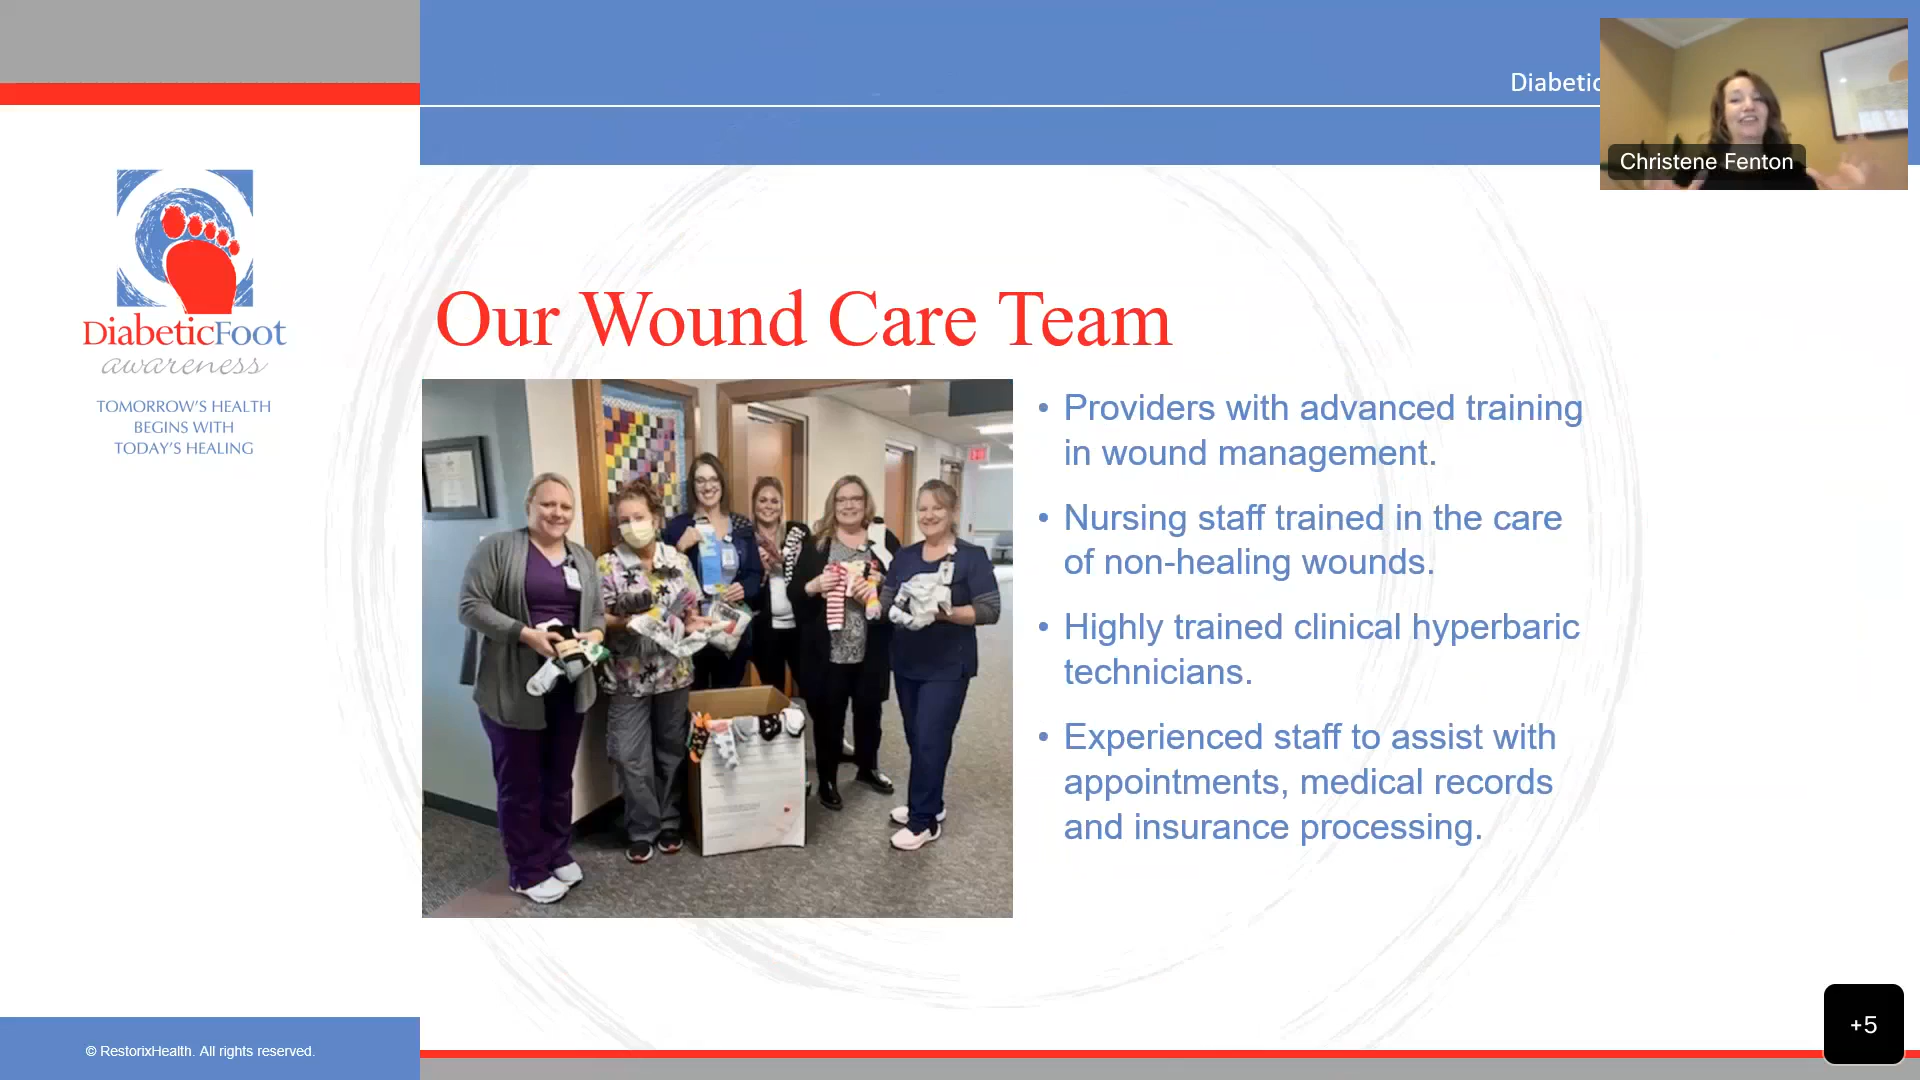 Diabetic
Christene Fenton
DiabeticFoot
awareness
TOMORROW'S HEALTH
BEGINS WITH
TODAY'S HEALING
Our Wound Care Team
• Providers with advanced training
in wound management.
• Nursing staff trained in the care
of non-healing wounds.
• Highly trained clinical hyperbaric
technicians.
• Experienced staff to assist with
appointments, medical records
and insurance processing.
© RestorixHealth. All rights reserved.
+5